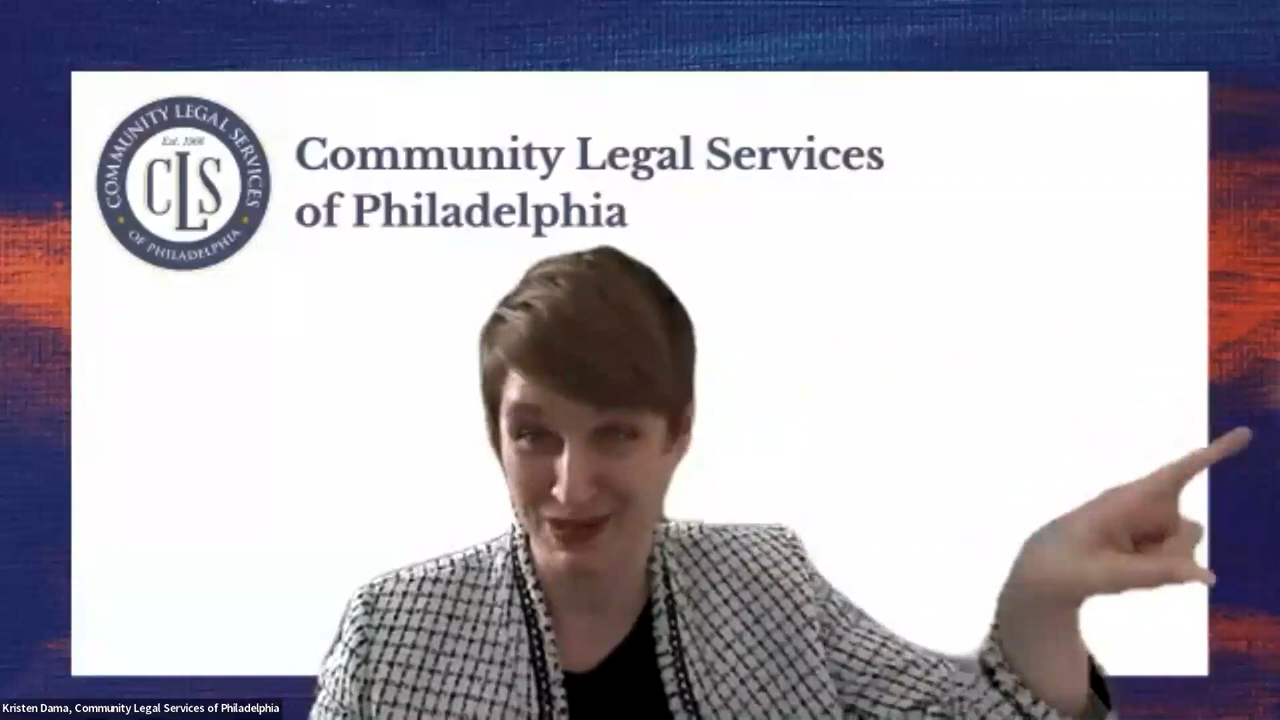 COMMUNITY LEGAL SERVICES
Est. 1966
CLS
OF PHILADELPHIA
Community Legal Services
of Philadelphia
Kristen Dama, Community Legal Services of Philadelphia